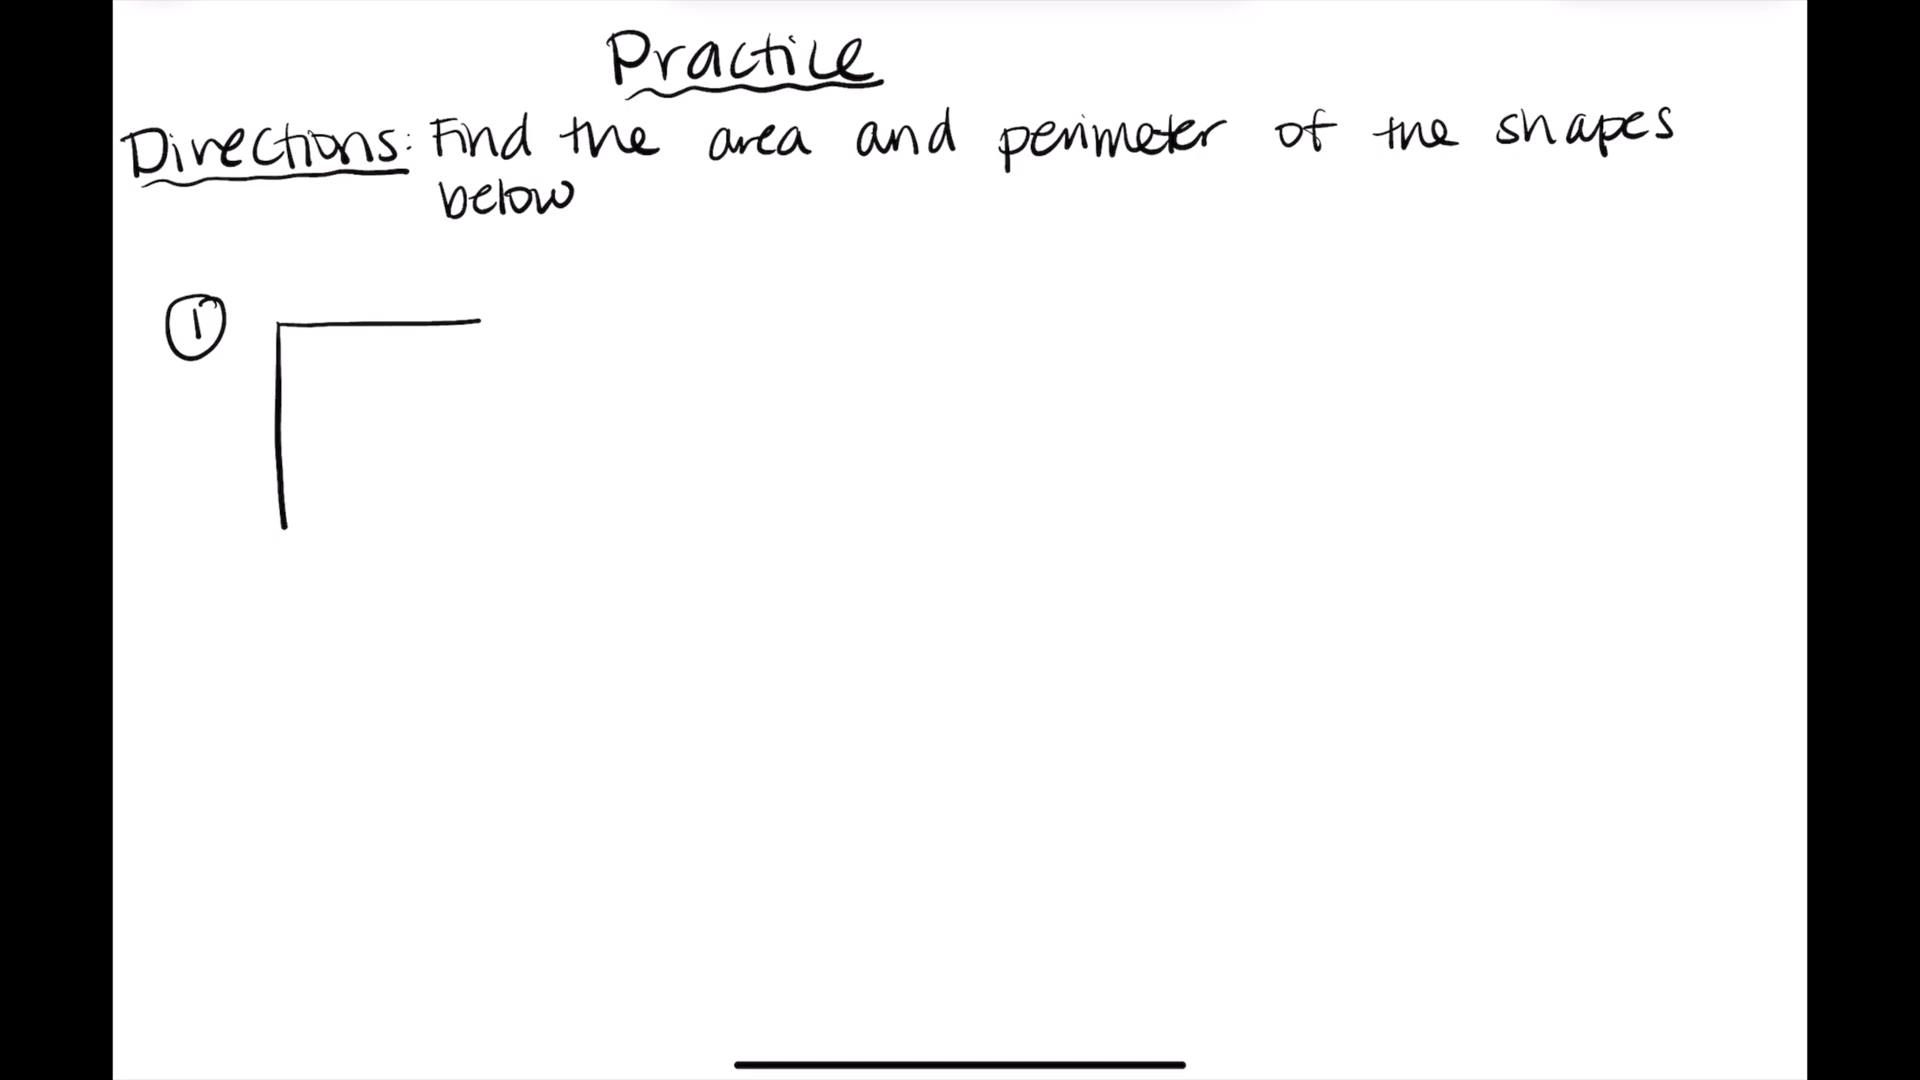 Practice
Directions: Find the area and perimeter of the shapes
below
1